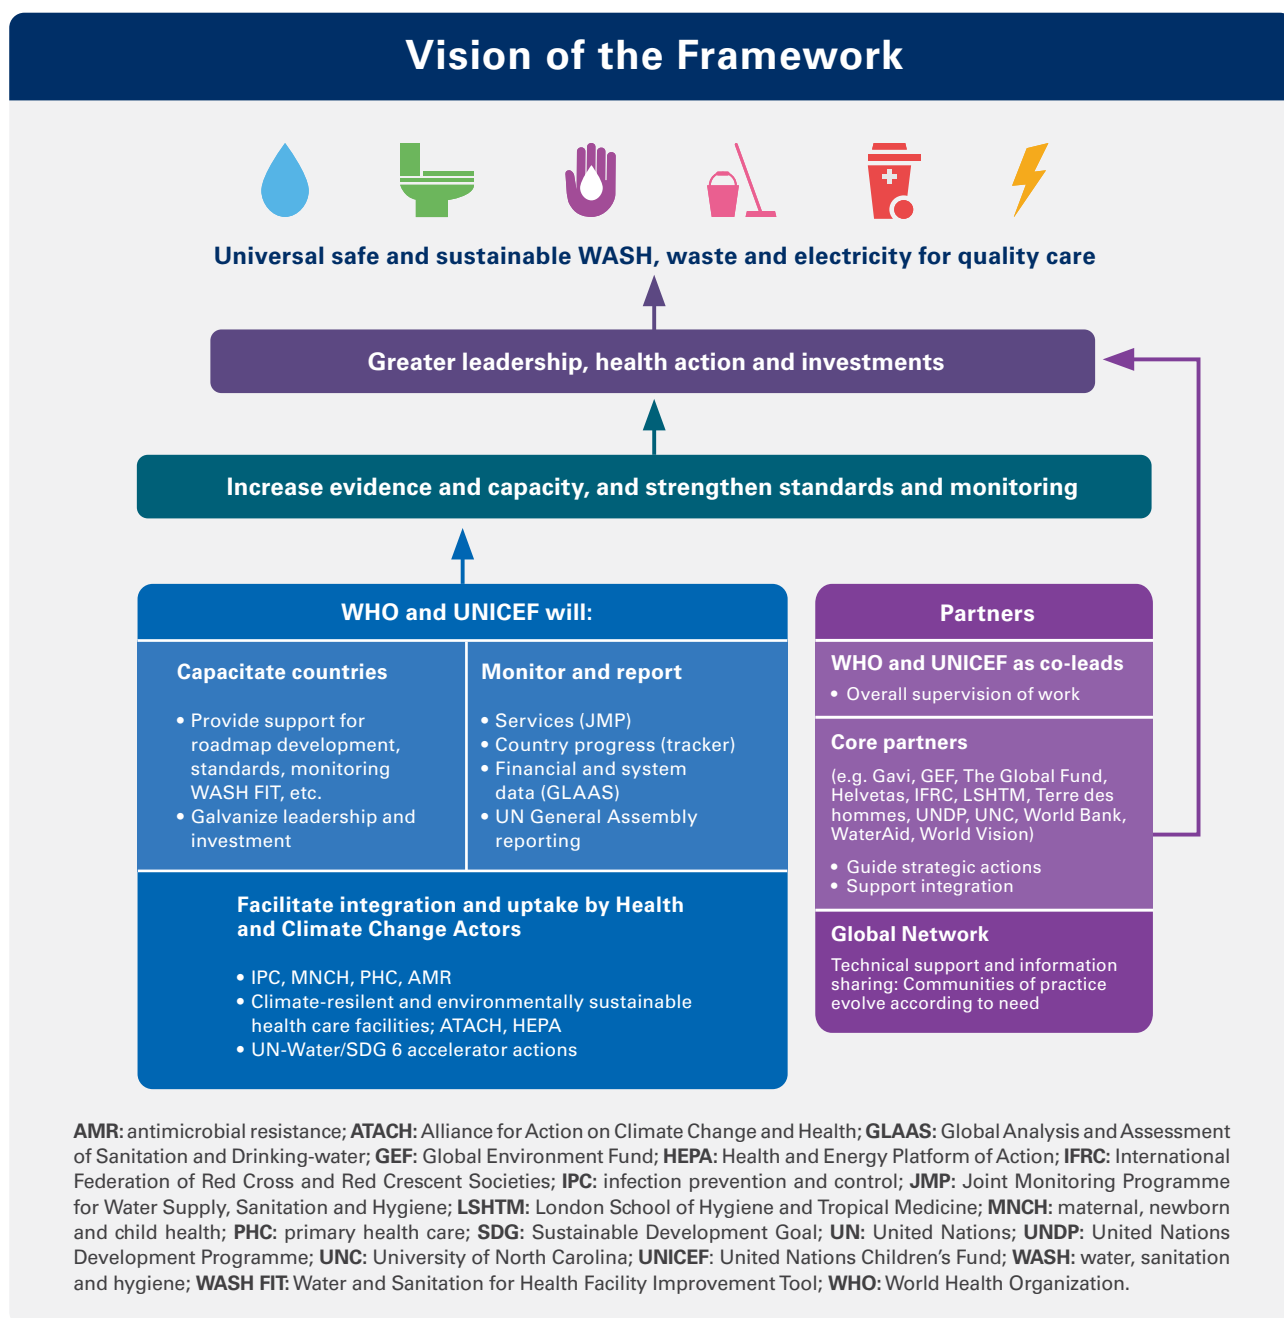 Vision of the Framework
Universal safe and sustainable WASH, waste and electricity for quality care
Greater leadership, health action and investments
Increase evidence and capacity, and strengthen standards and monitoring
WHO and UNICEF will:
Capacitate countries
• Provide support for
roadmap development,
standards, monitoring
WASH FIT, etc.
• Galvanize leadership and
investment
Monitor and report
• Services (JMP)
• Country progress (tracker)
• Financial and system
data (GLAAS)
• UN General Assembly
reporting
Facilitate integration and uptake by Health
and Climate Change Actors
• IPC, MNCH, PHC, AMR
• Climate-resilent and environmentally sustainable
health care facilities; ATACH, HEPA
• UN-Water/SDG 6 accelerator actions
Partners
WHO and UNICEF as co-leads
• Overall supervision of work
Core partners
(e.g. Gavi, GEF, The Global Fund,
Helvetas, IFRC, LSHTM, Terre des
hommes, UNDP, UNC, World Bank,
WaterAid, World Vision)
• Guide strategic actions
• Support integration
Global Network
Technical support and information
sharing: Communities of practice
evolve according to need
AMR: antimicrobial resistance; ATACH: Alliance for Action on Climate Change and Health; GLAAS: Global Analysis and Assessment
of Sanitation and Drinking-water; GEF: Global Environment Fund; HEPA: Health and Energy Platform of Action; IFRC: International
Federation of Red Cross and Red Crescent Societies; IPC: infection prevention and control; JMP: Joint Monitoring Programme
for Water Supply, Sanitation and Hygiene; LSHTM: London School of Hygiene and Tropical Medicine; MNCH: maternal, newborn
and child health; PHC: primary health care; SDG: Sustainable Development Goal; UN: United Nations; UNDP: United Nations
Development Programme; UNC: University of North Carolina; UNICEF: United Nations Children’s Fund; WASH: water, sanitation
and hygiene; WASH FIT: Water and Sanitation for Health Facility Improvement Tool; WHO: World Health Organization.